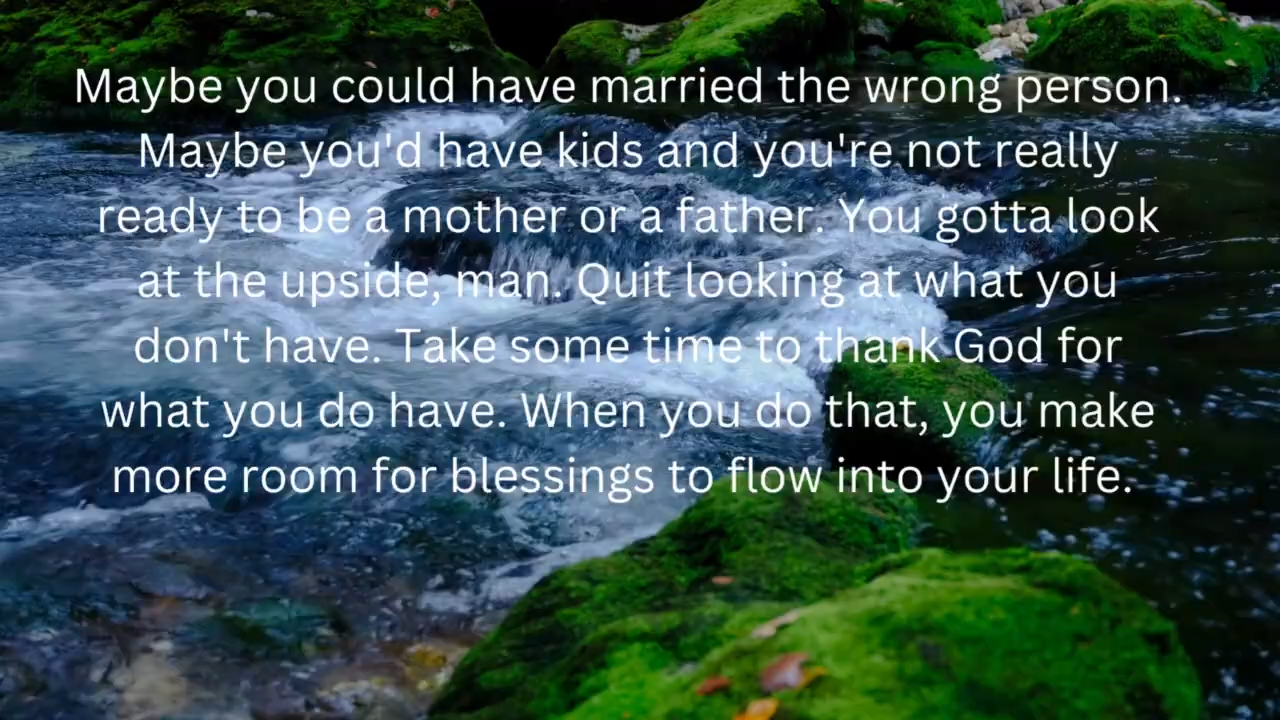 Maybe you could have married the wrong person.
Maybe you'd have kids and you're not really
ready to be a mother or a father. You gotta look
at the upside, man. Quit looking at what you
don't have. Take some time to thank God for
what you do have. When you do that, you make
more room for blessings to flow into your life.